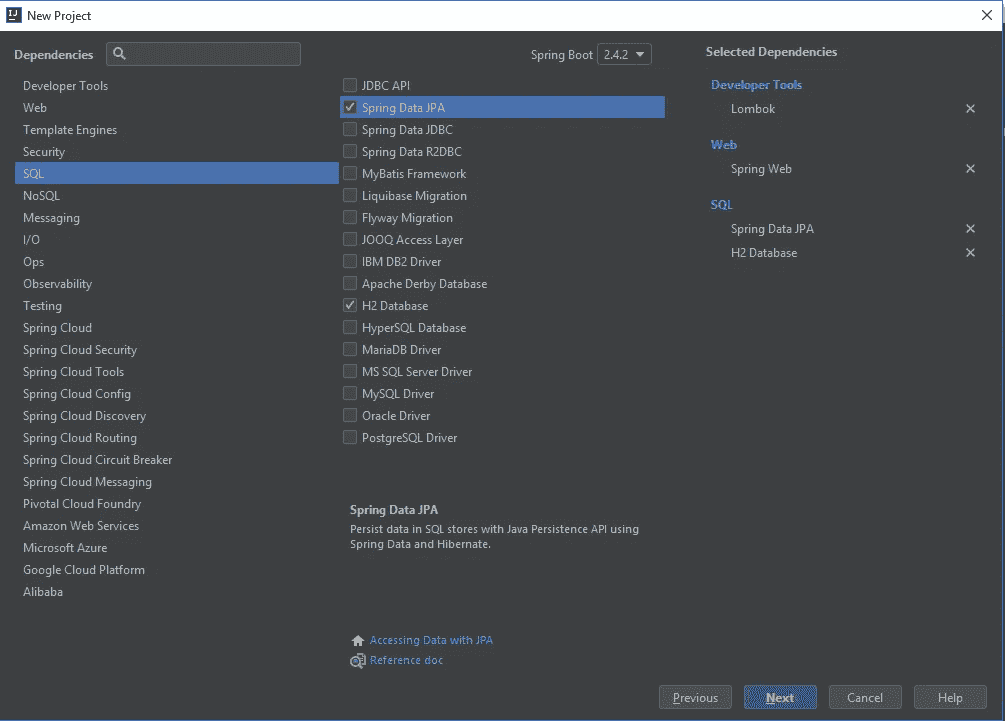 New Project
Dependencies
Spring Boot 2.4.2
Developer Tools
Web
Template Engines
Security
SQL
NoSQL
Messaging
I/O
Ops
Observability
Testing
Spring Cloud
Spring Cloud Security
Spring Cloud Tools
Spring Cloud Config
Spring Cloud Discovery
Spring Cloud Routing
Spring Cloud Circuit Breaker
Spring Cloud Messaging
Pivotal Cloud Foundry
Amazon Web Services
Microsoft Azure
Google Cloud Platform
Alibaba
JDBC API
Spring Data JPA
Spring Data JDBC
Spring Data R2DBC
MyBatis Framework
Liquibase Migration
Flyway Migration
JOOQ Access Layer
IBM DB2 Driver
Apache Derby Database
H2 Database
HyperSQL Database
MariaDB Driver
MS SQL Server Driver
MySQL Driver
Oracle Driver
PostgreSQL Driver
Spring Data JPA
Persist data in SQL stores with Java Persistence API using
Spring Data and Hibernate.
Accessing Data with JPA
Reference doc
Selected Dependencies
Developer Tools
Lombok
Web
Spring Web
SQL
Spring Data JPA
H2 Database
Previous
Next
Cancel
Help